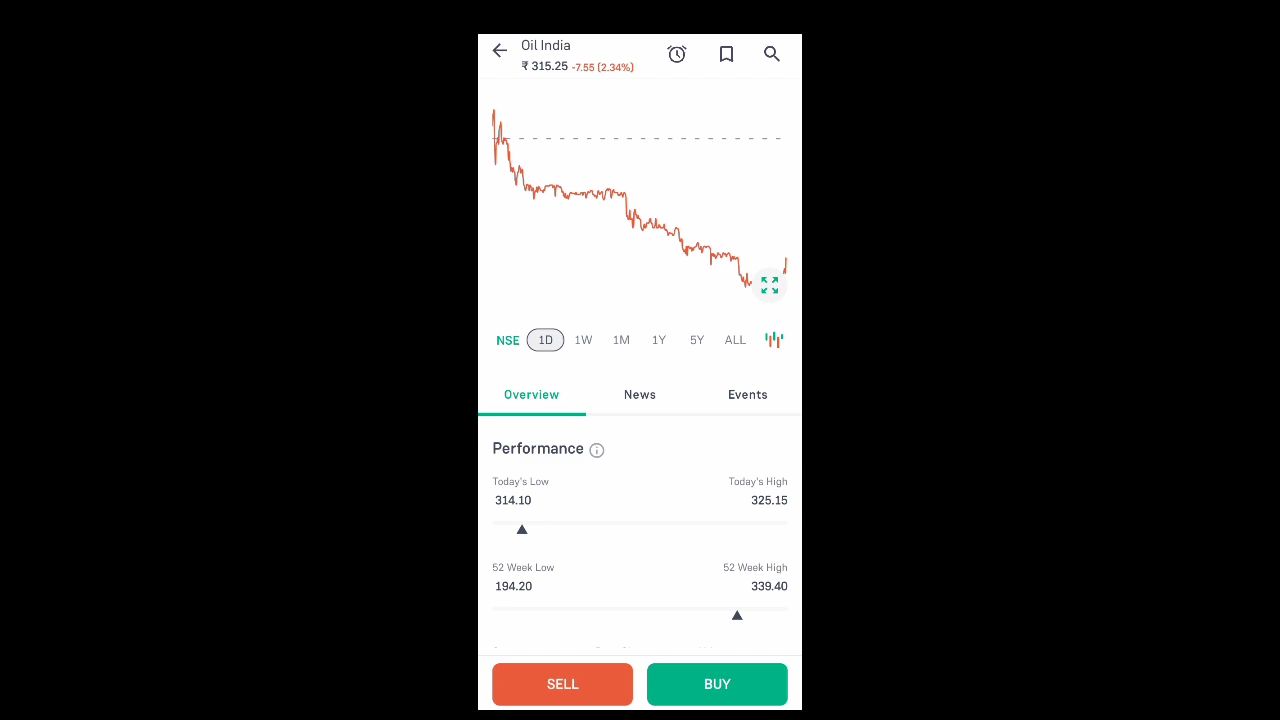 Oil India
₹ 315.25 -7.55 (2.34%)
NSE 1D 1W 1M 1Y 5Y ALL
Overview News Events
Performance
Today's Low Today's High
314.10 325.15
52 Week Low 52 Week High
194.20 339.40
SELL BUY